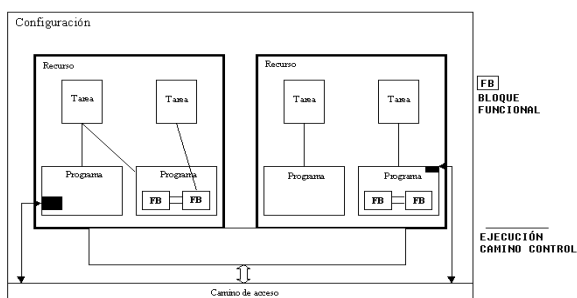 Configuración
Recurso
Recurso
Tarea
Tarea
Tarea
Tarea
FB
BLOQUE
FUNCIONAL
Programa
Programa
Programa
Programa
FB
FB
FB
FB
EJECUCIÓN
CAMINO CONTROL
Camino de acceso